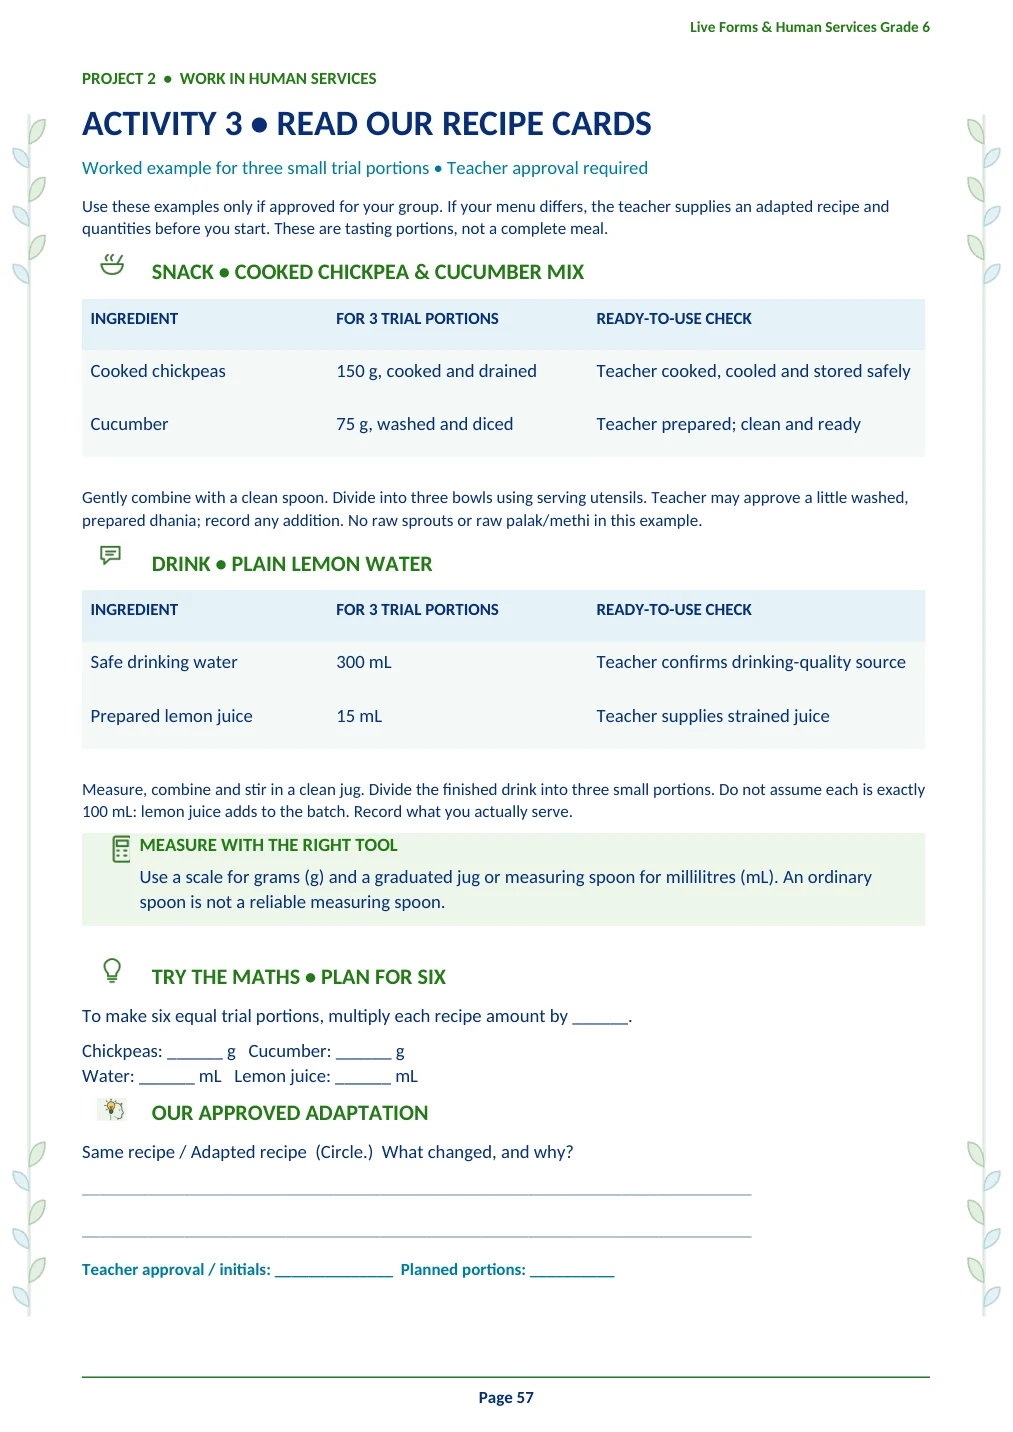 Live Forms & Human Services Grade 6
PROJECT 2 ● WORK IN HUMAN SERVICES
ACTIVITY 3 ● READ OUR RECIPE CARDS
Worked example for three small trial portions • Teacher approval required
Use these examples only if approved for your group. If your menu differs, the teacher supplies an adapted recipe and
quantities before you start. These are tasting portions, not a complete meal.
SNACK ● COOKED CHICKPEA & CUCUMBER MIX
INGREDIENT FOR 3 TRIAL PORTIONS READY-TO-USE CHECK
Cooked chickpeas 150 g, cooked and drained Teacher cooked, cooled and stored safely
Cucumber 75 g, washed and diced Teacher prepared; clean and ready
Gently combine with a clean spoon. Divide into three bowls using serving utensils. Teacher may approve a little washed,
prepared dhania; record any addition. No raw sprouts or raw palak/methi in this example.
DRINK ● PLAIN LEMON WATER
INGREDIENT FOR 3 TRIAL PORTIONS READY-TO-USE CHECK
Safe drinking water 300 mL Teacher confirms drinking-quality source
Prepared lemon juice 15 mL Teacher supplies strained juice
Measure, combine and stir in a clean jug. Divide the finished drink into three small portions. Do not assume each is exactly
100 mL: lemon juice adds to the batch. Record what you actually serve.
MEASURE WITH THE RIGHT TOOL
Use a scale for grams (g) and a graduated jug or measuring spoon for millilitres (mL). An ordinary
spoon is not a reliable measuring spoon.
TRY THE MATHS ● PLAN FOR SIX
To make six equal trial portions, multiply each recipe amount by ______.
Chickpeas: ______ g Cucumber: ______ g
Water: ______ mL Lemon juice: ______ mL
OUR APPROVED ADAPTATION
Same recipe / Adapted recipe (Circle.) What changed, and why?
Teacher approval / initials: ______________ Planned portions: __________
Page 57